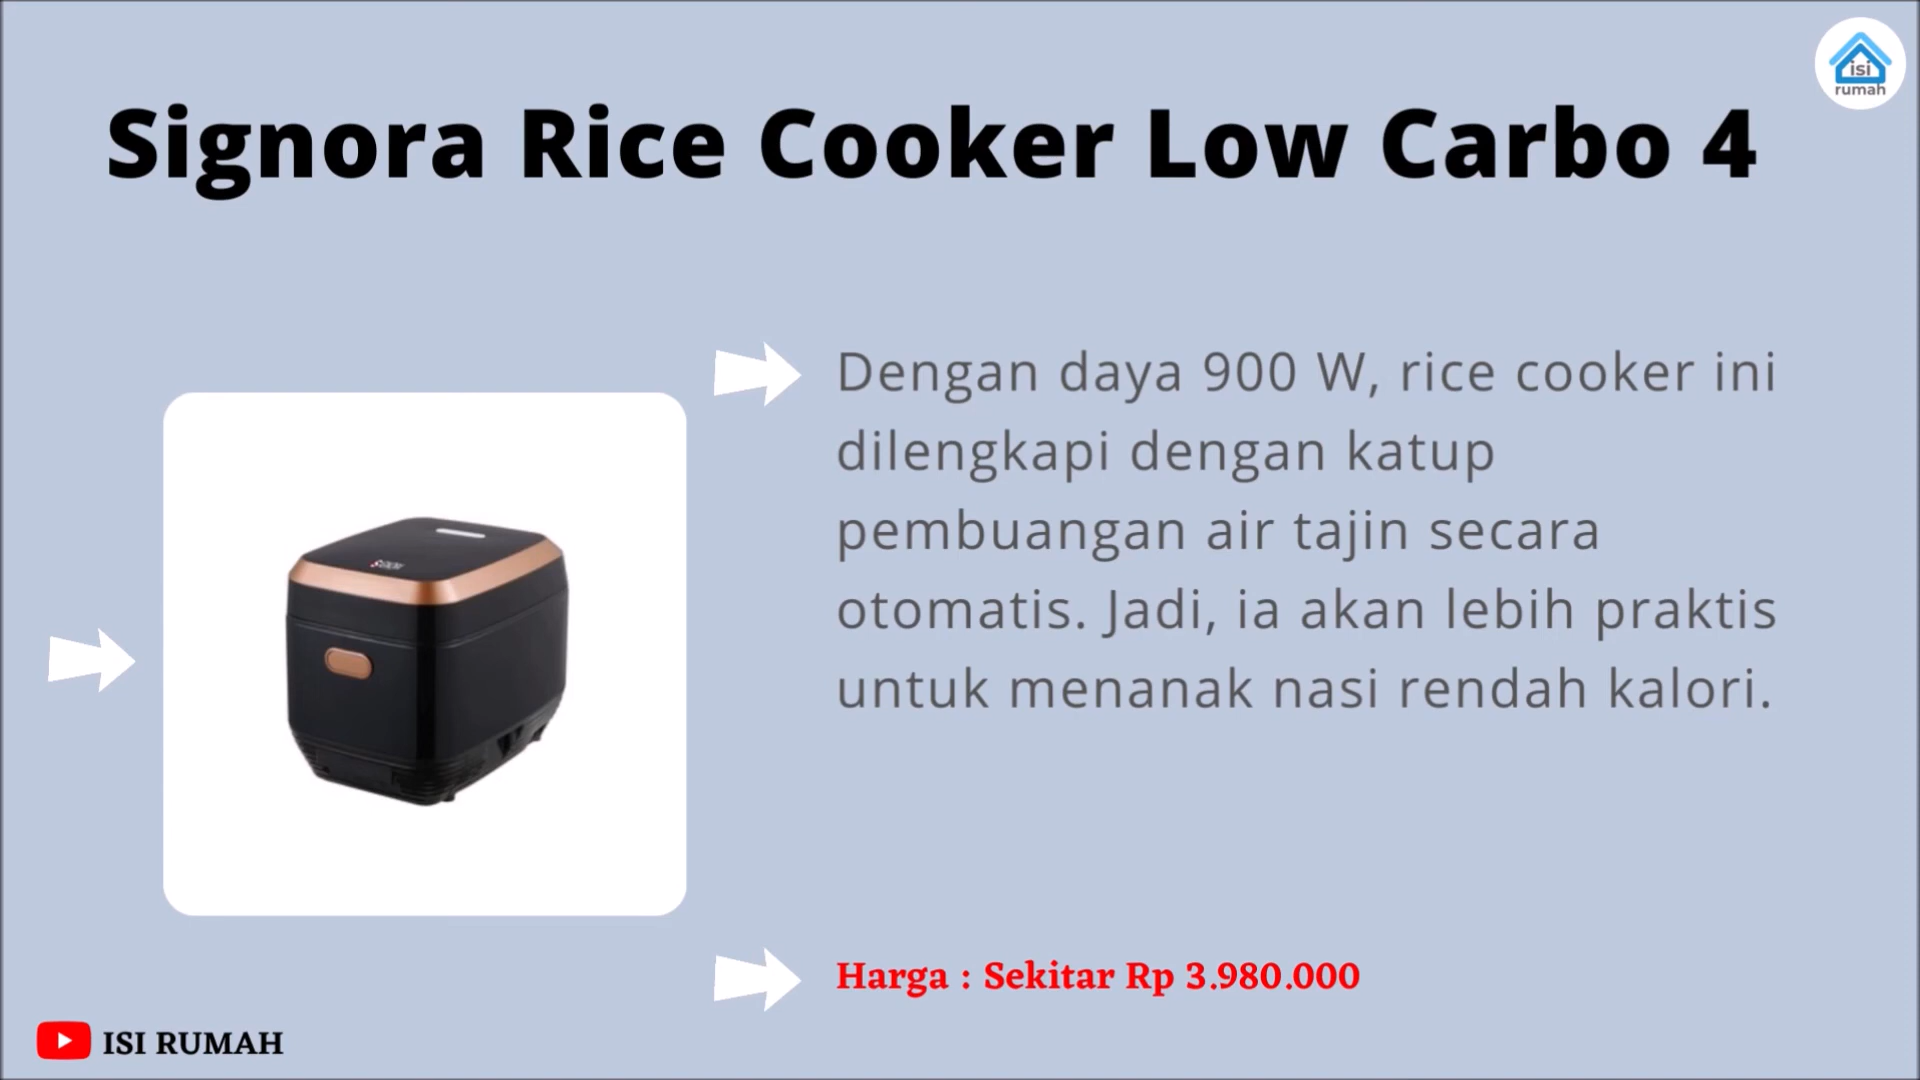 isi
rumah
Signora Rice Cooker Low Carbo 4
Dengan daya 900 W, rice cooker ini
dilengkapi dengan katup
pembuangan air tajin secara
otomatis. Jadi, ia akan lebih praktis
untuk menanak nasi rendah kalori.
Harga : Sekitar Rp 3.980.000
ISI RUMAH